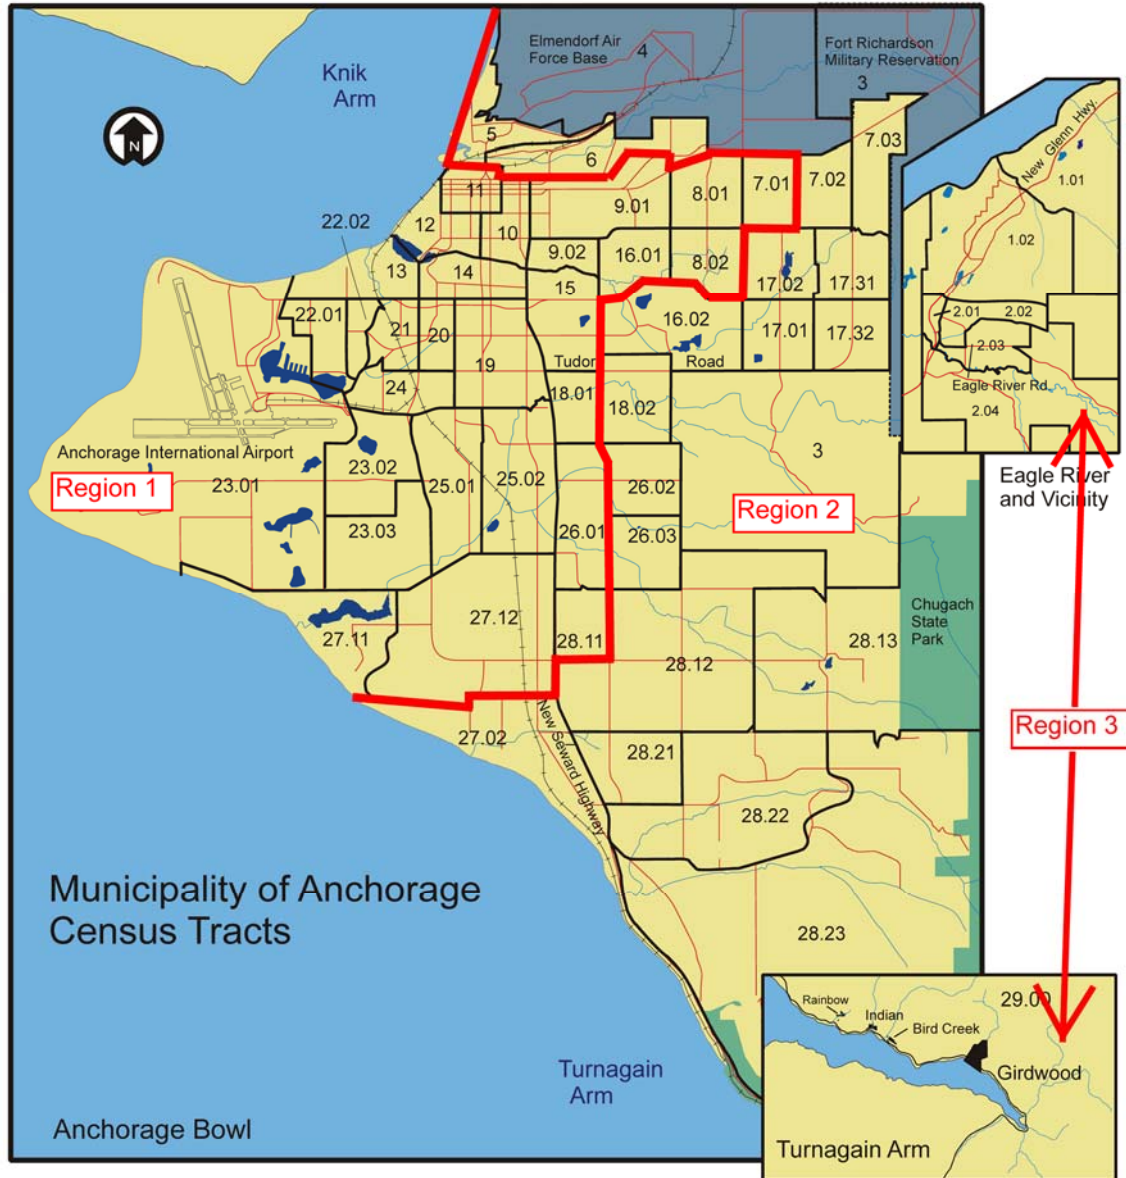 Elmendorf Air
Force Base
4
Fort Richardson
Military Reservation
3
Knik
Arm
N
5
6
7.03
New Glenn Hwy.
1.01
11
9.01
8.01
7.01
7.02
22.02
12
10
1.02
9.02
16.01
8.02
13
14
15
17.02
17.31
22.01
21
20
16.02
17.01
17.32
2.01
2.02
2.03
19
Tudor
Road
24
18.01
18.02
Eagle River Rd.
2.04
Anchorage International Airport
23.02
3
Eagle River
and Vicinity
Region 1
23.01
25.01
25.02
26.02
Region 2
23.03
26.01
26.03
Chugach
State
Park
27.11
27.12
28.11
28.12
28.13
Region 3
27.02
New Seward Highway
28.21
28.22
Municipality of Anchorage
Census Tracts
28.23
29.00
Rainbow
Indian
Bird Creek
Girdwood
Turnagain
Arm
Anchorage Bowl
Turnagain Arm